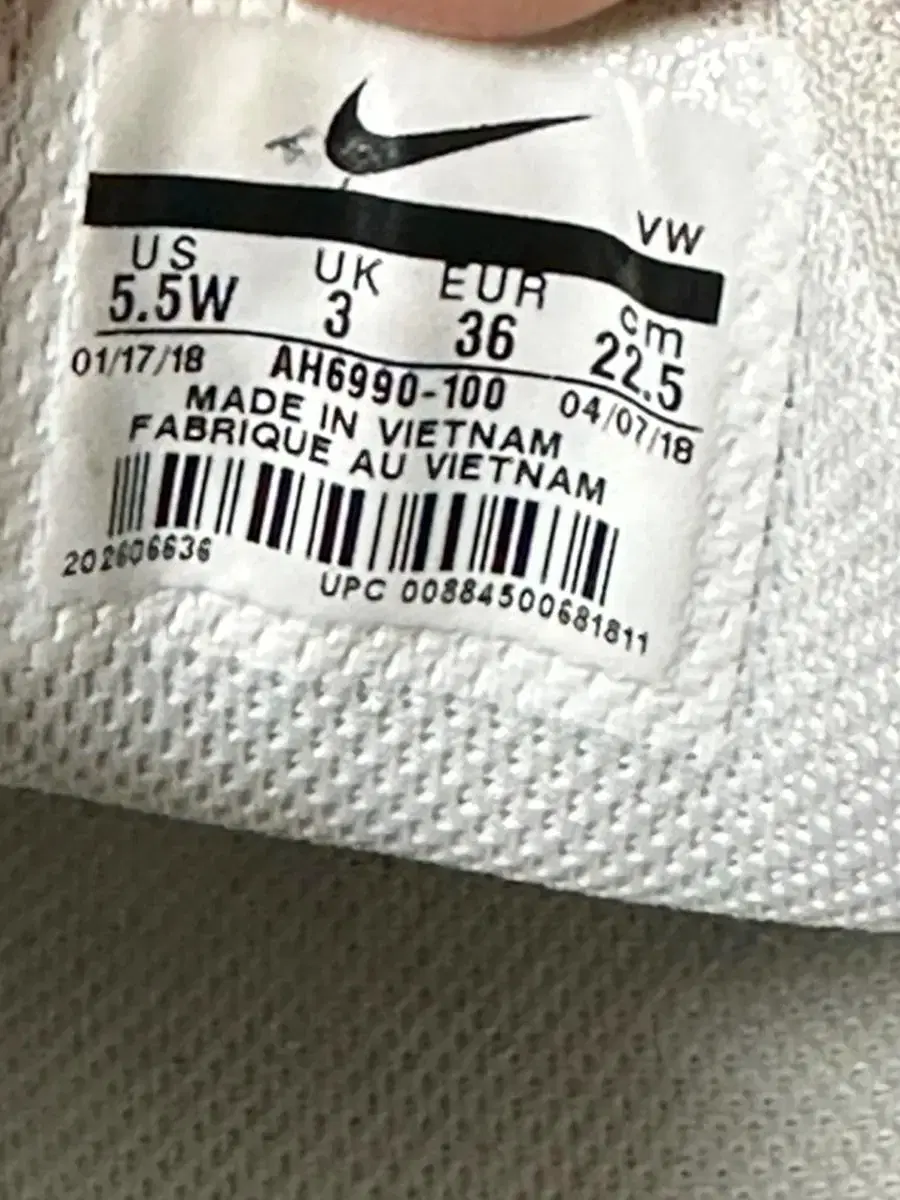 VW
US UK EUR cm
5.5W 3 36 22.5
01/17/18 AH6990-100 04/07/18
MADE IN VIETNAM
FABRIQUE AU VIETNAM
202606636
UPC 00884500681811